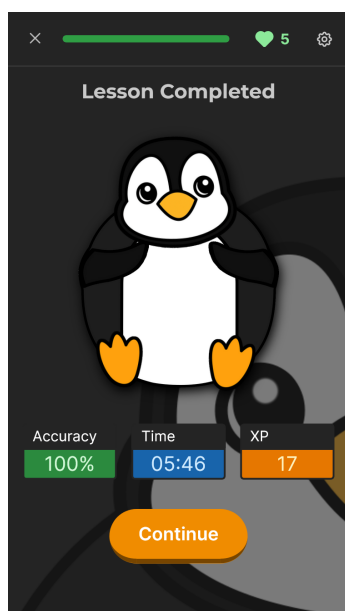 5
Lesson Completed
Accuracy
Time
XP
100%
05:46
17
Continue